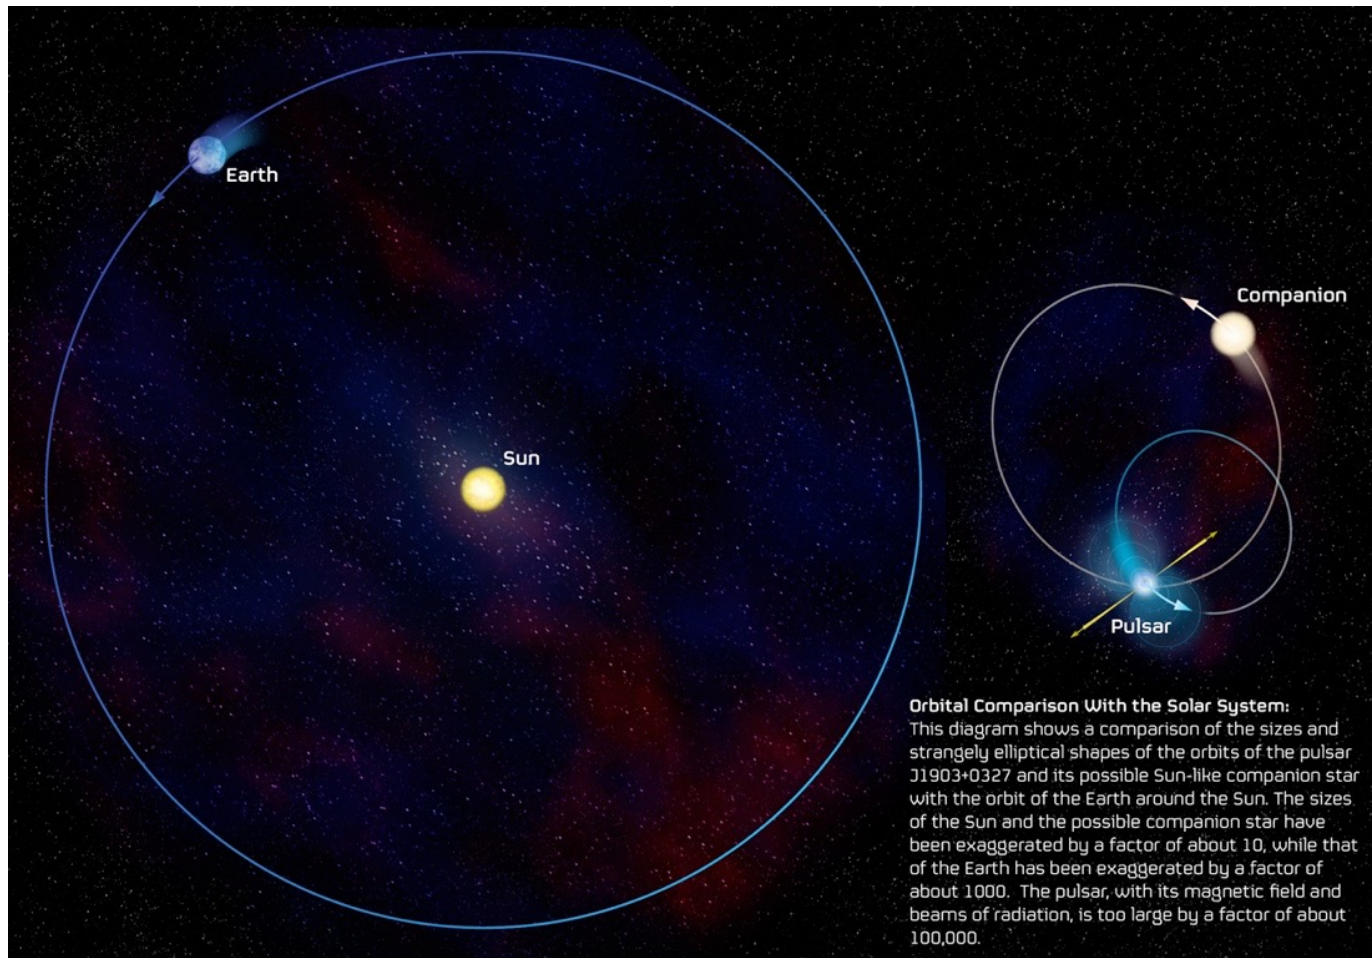 Earth
Sun
Companion
Pulsar
Orbital Comparison With the Solar System:
This diagram shows a comparison of the sizes and
strangely elliptical shapes of the orbits of the pulsar
J1903+0327 and its possible Sun-like companion star
with the orbit of the Earth around the Sun. The sizes
of the Sun and the possible companion star have
been exaggerated by a factor of about 10, while that
of the Earth has been exaggerated by a factor of
about 1000. The pulsar, with its magnetic field and
beams of radiation, is too large by a factor of about
100,000.